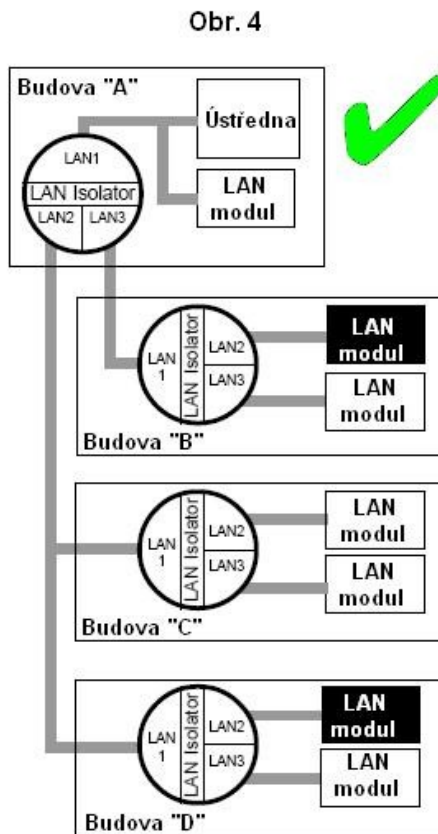 Obr. 4
Budova "A"
Ústředna
LAN1
LAN Isolator
LAN2
LAN3
LAN
modul
LAN
1
LAN Isolator
LAN2
LAN3
LAN
modul
LAN
modul
Budova "B"
LAN
1
LAN Isolator
LAN2
LAN3
LAN
modul
LAN
modul
Budova "C"
LAN
1
LAN Isolator
LAN2
LAN3
LAN
modul
LAN
modul
Budova "D"